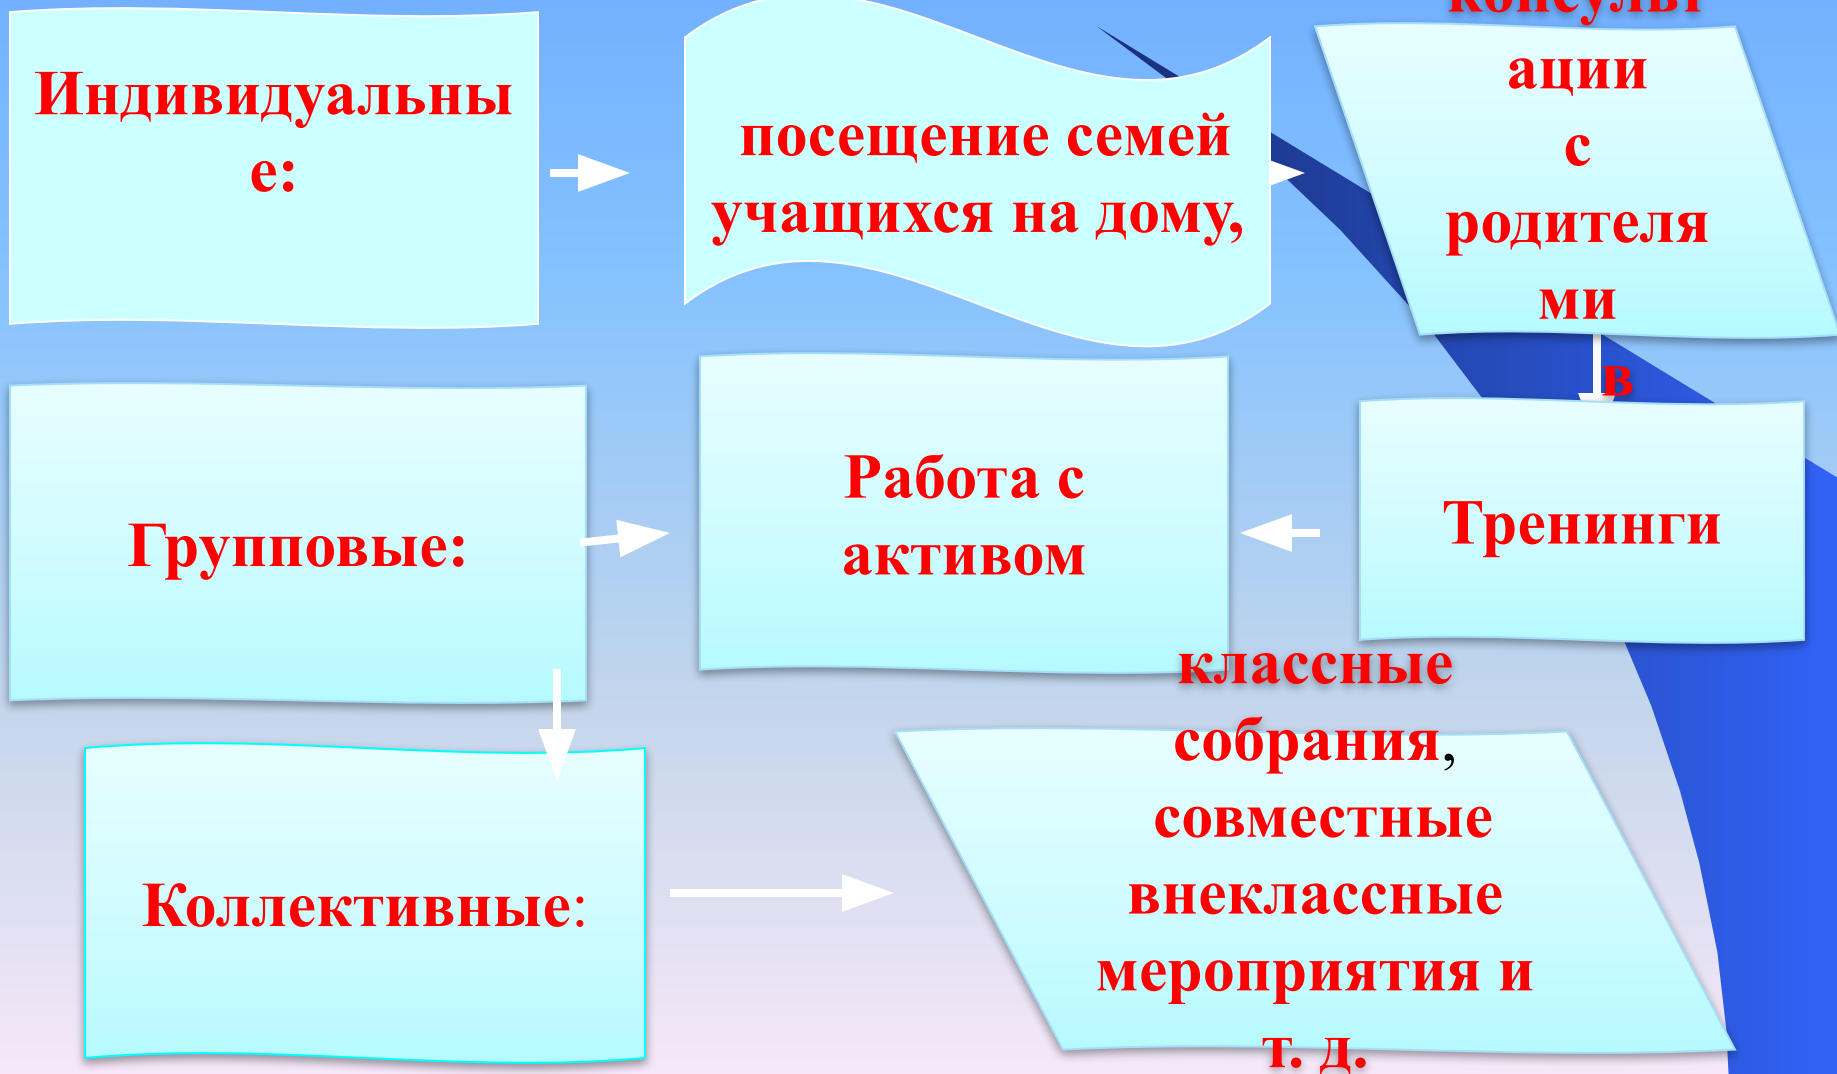 Индивидуальны
е:
посещение семей
учащихся на дому,
консульт
ации
с
родителя
ми
в
Групповые:
Работа с
активом
Тренинги
Коллективные:
классные
собрания,
совместные
внеклассные
мероприятия и
т. д.